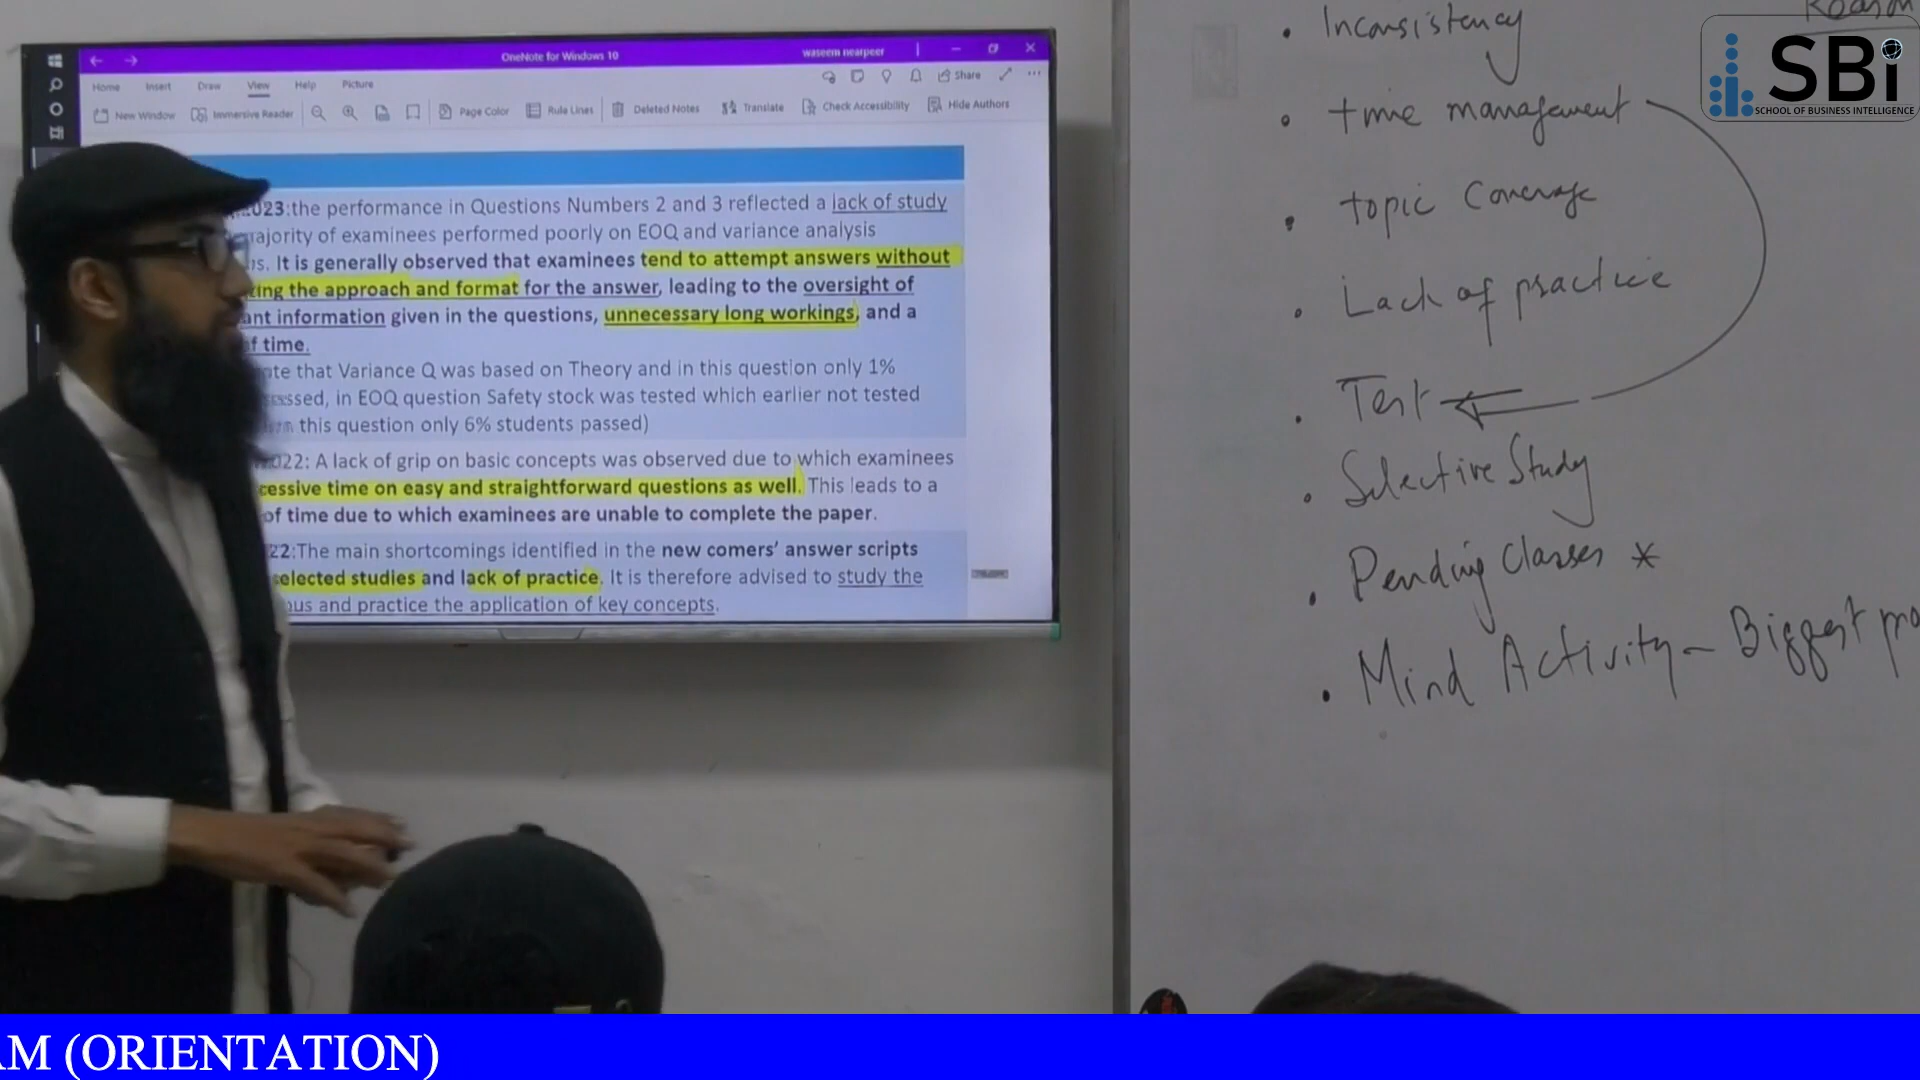 OneNote for Windows 10
waseem nearpeer
Home Insert Draw View Help Picture
Share
New Window Immersive Reader Page Color Rule Lines Deleted Notes Translate Check Accessibility Hide Authors
2023:the performance in Questions Numbers 2 and 3 reflected a lack of study
majority of examinees performed poorly on EOQ and variance analysis
It is generally observed that examinees tend to attempt answers without
the approach and format for the answer, leading to the oversight of
information given in the questions, unnecessary long workings, and a
of time.
note that Variance Q was based on Theory and in this question only 1%
in EOQ question Safety stock was tested which earlier not tested
this question only 6% students passed)
022: A lack of grip on basic concepts was observed due to which examinees
cessive time on easy and straightforward questions as well. This leads to a
of time due to which examinees are unable to complete the paper.
22:The main shortcomings identified in the new comers' answer scripts
selected studies and lack of practice. It is therefore advised to study the
and practice the application of key concepts.
Reason
• Inconsistency
• time management
• topic Coverage
• Lack of practice
• Test
• Selective Study
• Pending Classes *
• Mind Activity - Biggest
SBi
SCHOOL OF BUSINESS INTELLIGENCE
AM (ORIENTATION)